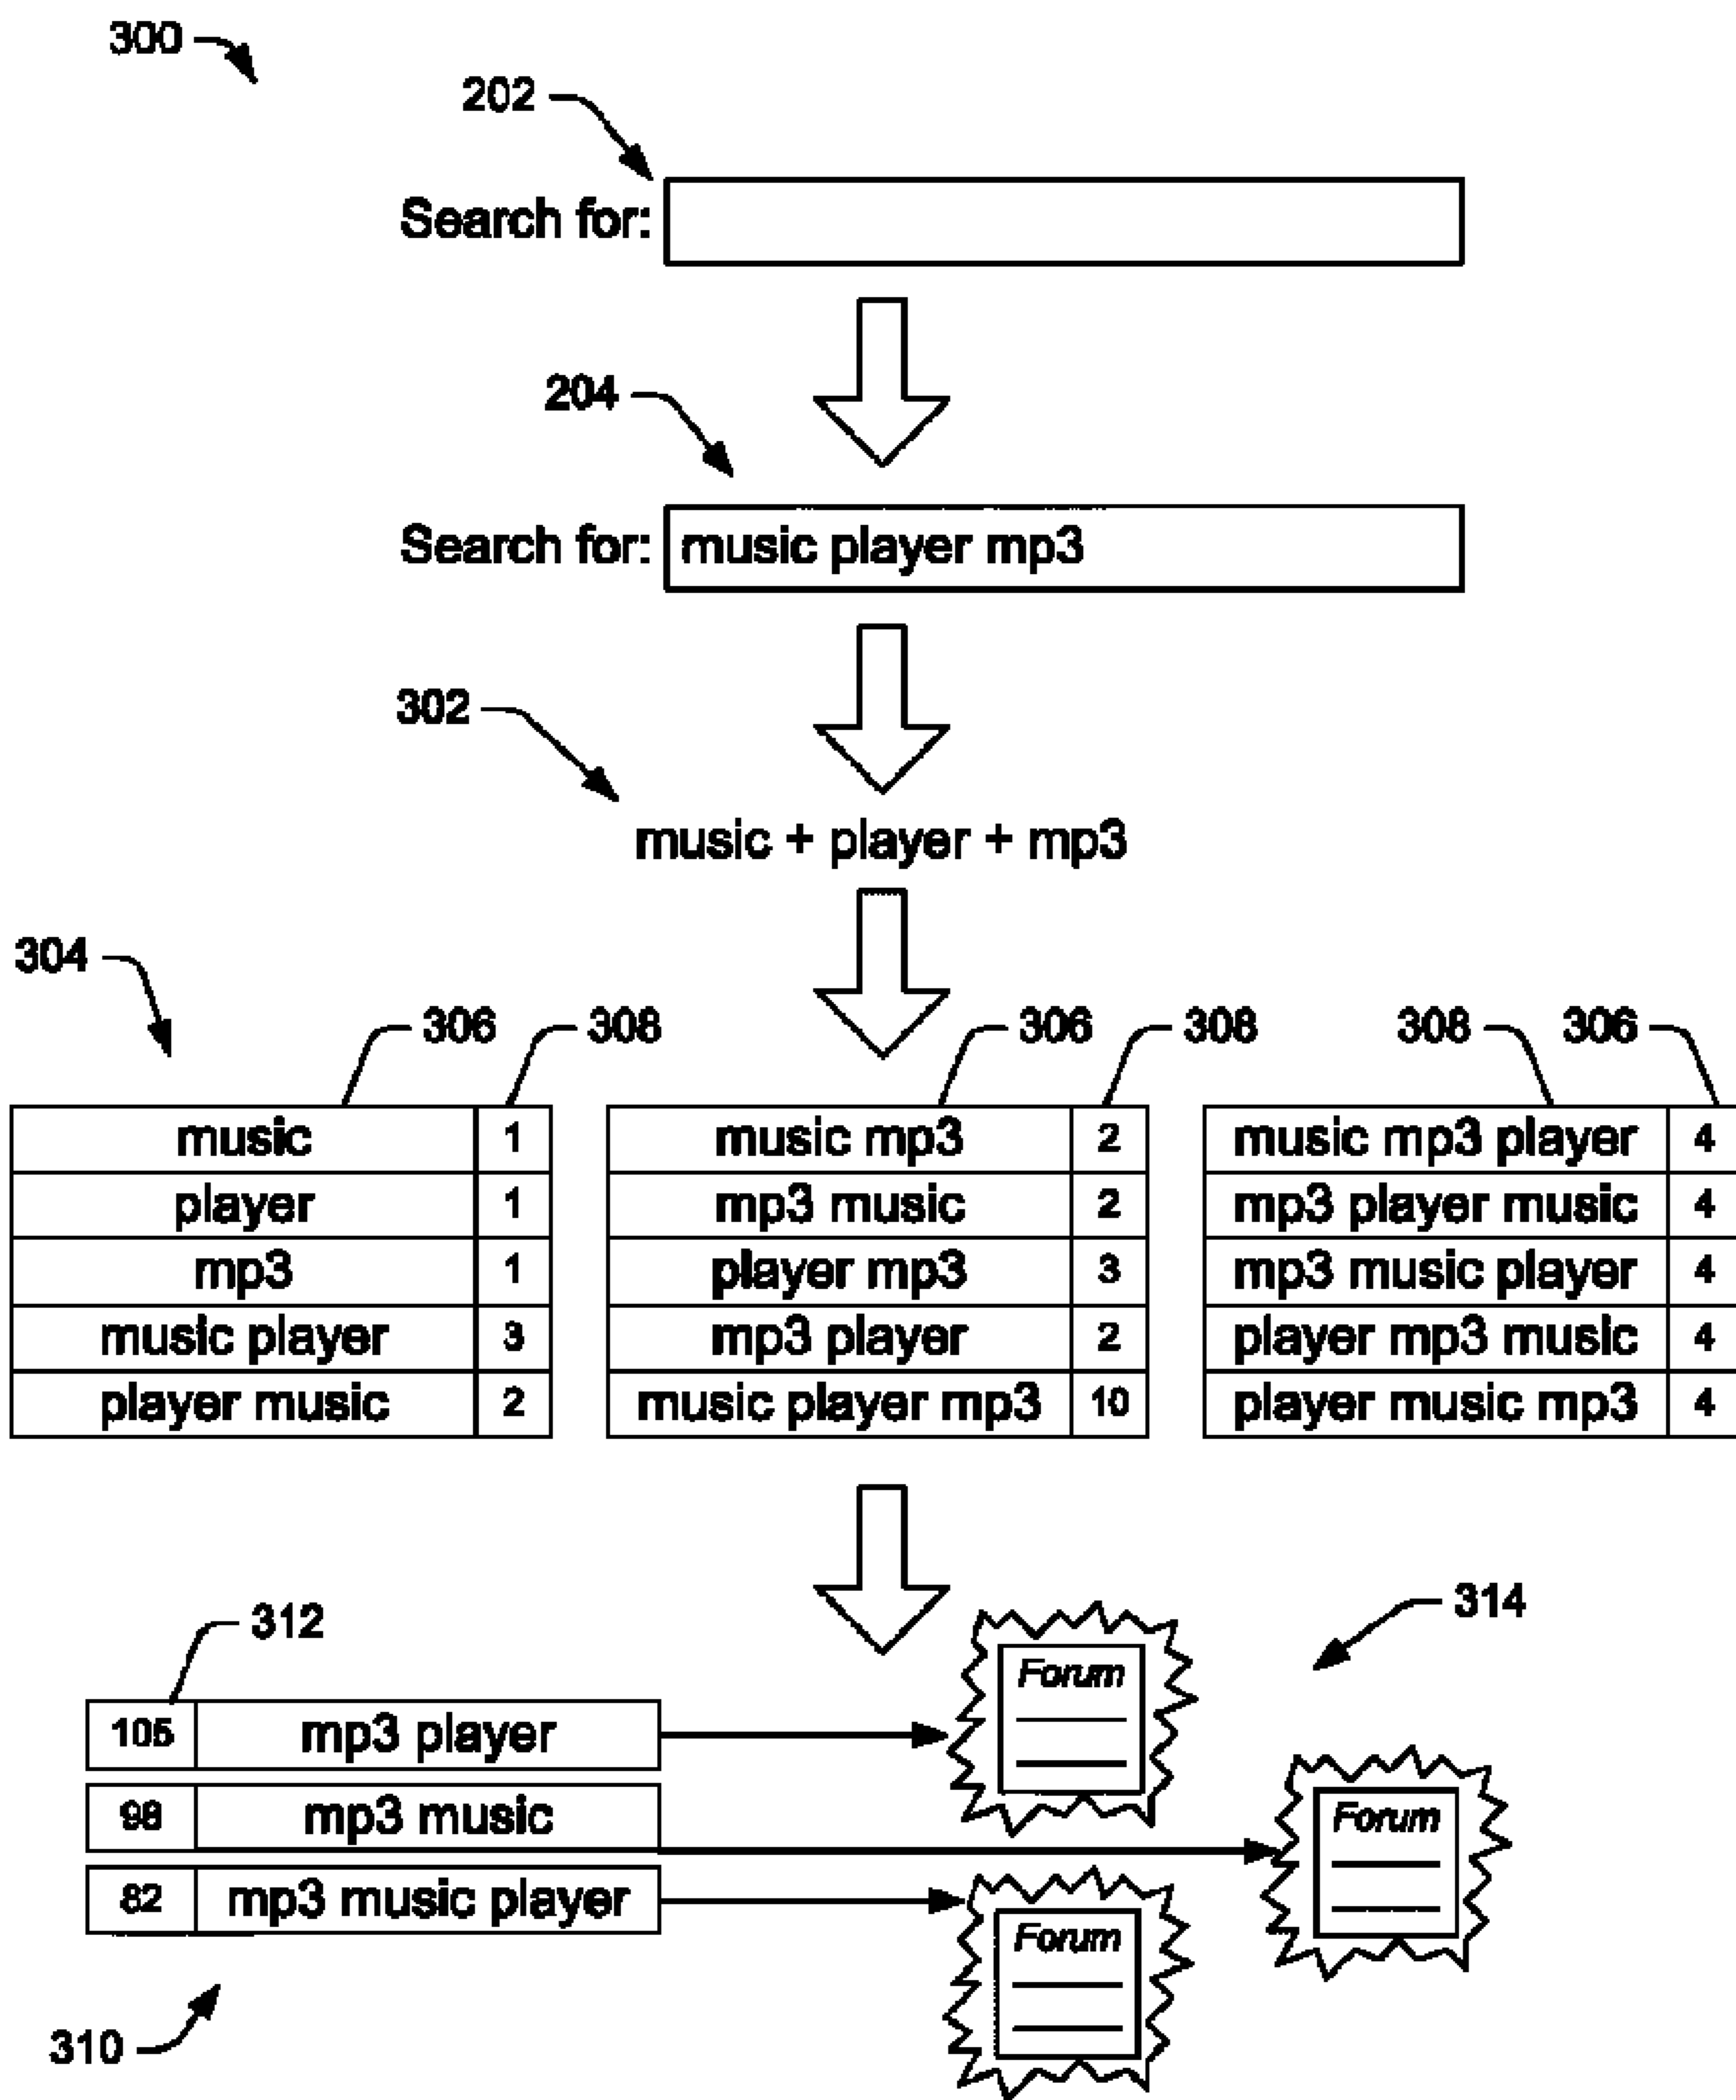 300
202
Search for:
204
Search for: music player mp3
302
music + player + mp3
304
306 308 306 308 308 306
music 1 music mp3 2 music mp3 player 4
player 1 mp3 music 2 mp3 player music 4
mp3 1 player mp3 3 mp3 music player 4
music player 3 mp3 player 2 player mp3 music 4
player music 2 music player mp3 10 player music mp3 4
312
314
105 mp3 player Forum
98 mp3 music Forum
82 mp3 music player Forum
310